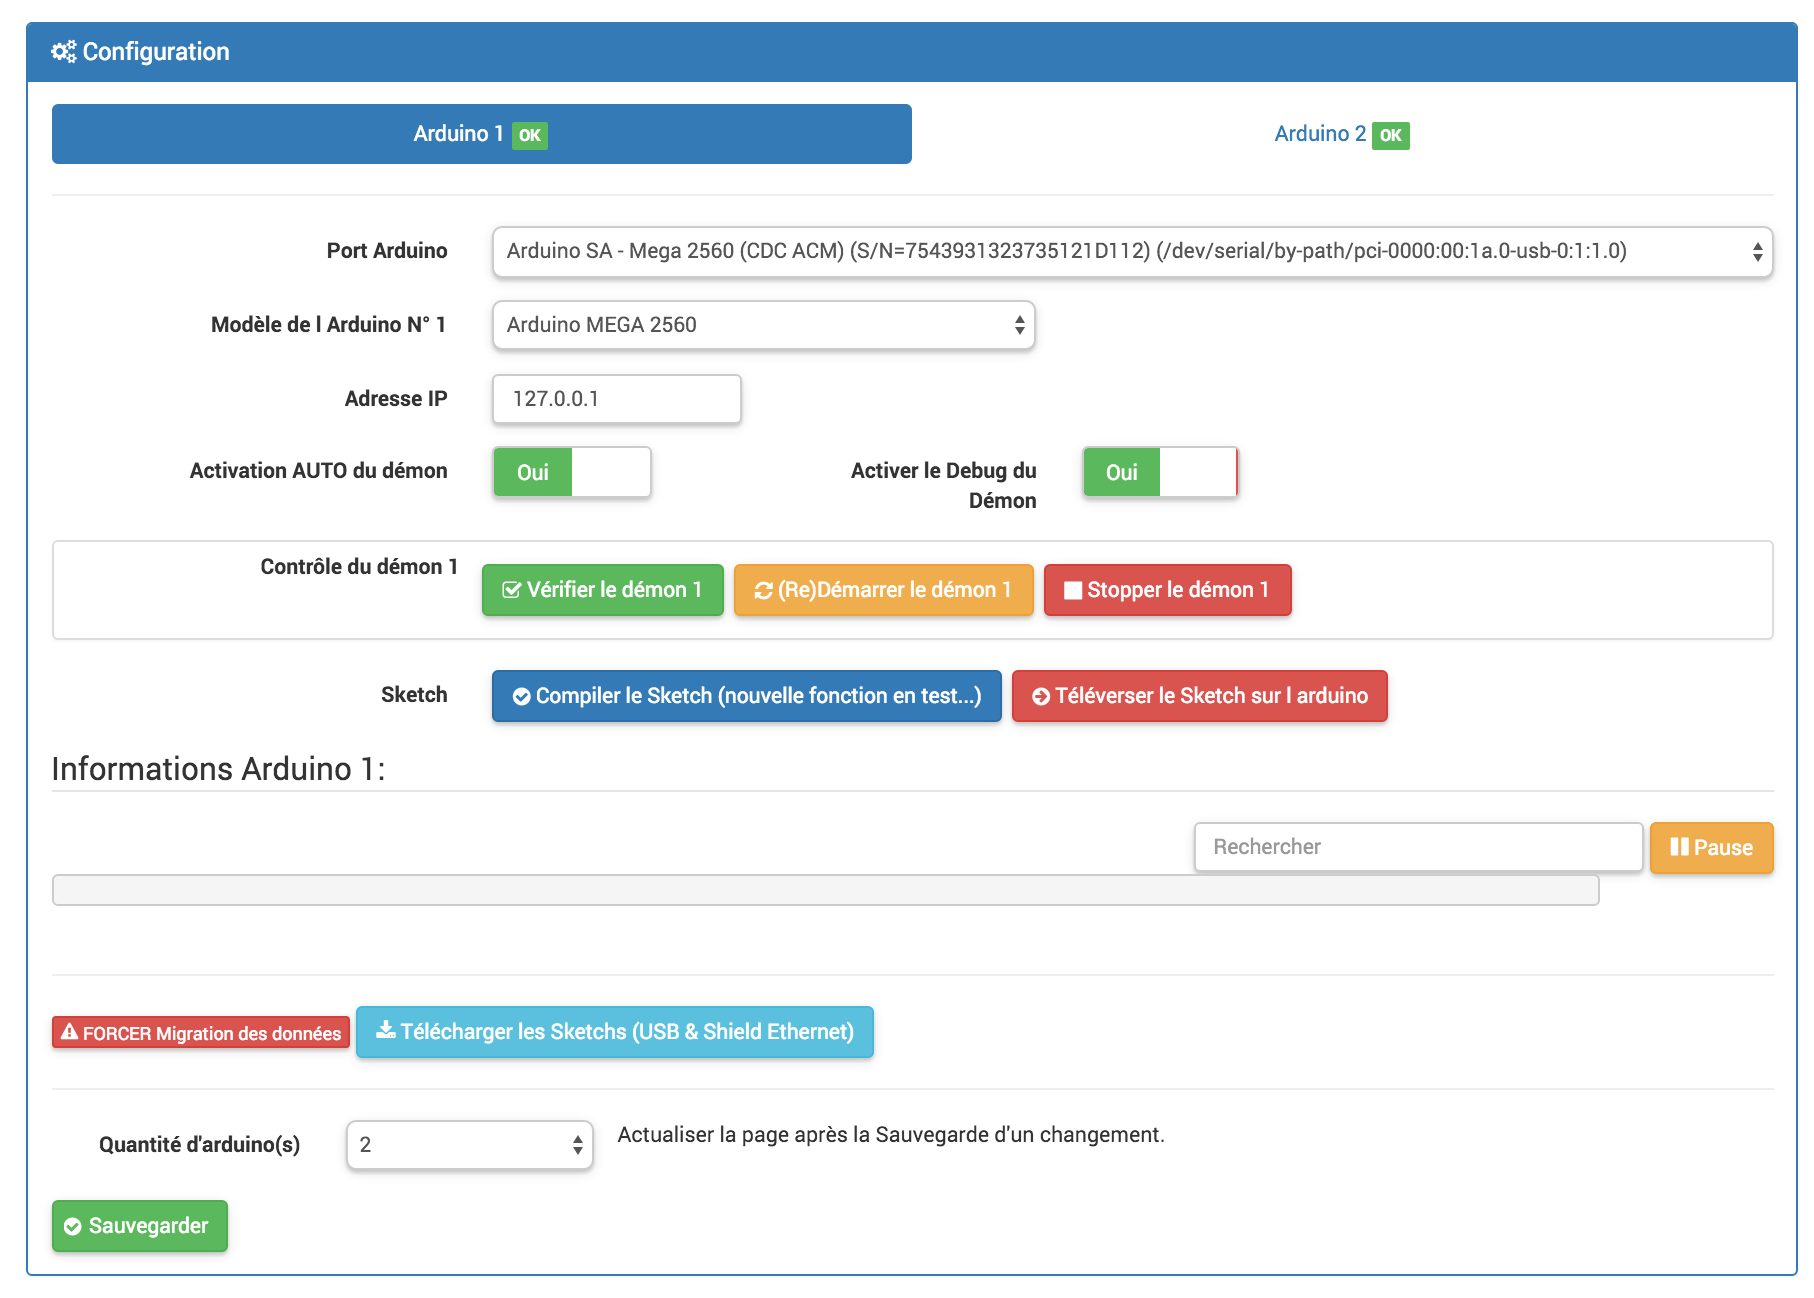 Configuration
Arduino 1 OK
Arduino 2 OK
Port Arduino
Arduino SA - Mega 2560 (CDC ACM) (S/N=7543931323735121D112) (/dev/serial/by-path/pci-0000:00:1a.0-usb-0:1:1.0)
Modèle de l Arduino N° 1
Arduino MEGA 2560
Adresse IP
127.0.0.1
Activation AUTO du démon
Oui
Activer le Debug du
Démon
Oui
Contrôle du démon 1
Vérifier le démon 1
(Re)Démarrer le démon 1
Stopper le démon 1
Sketch
Compiler le Sketch (nouvelle fonction en test...)
Téléverser le Sketch sur l arduino
Informations Arduino 1:
Rechercher
Pause
FORCER Migration des données
Télécharger les Sketchs (USB & Shield Ethernet)
Quantité d'arduino(s)
2
Actualiser la page après la Sauvegarde d'un changement.
Sauvegarder